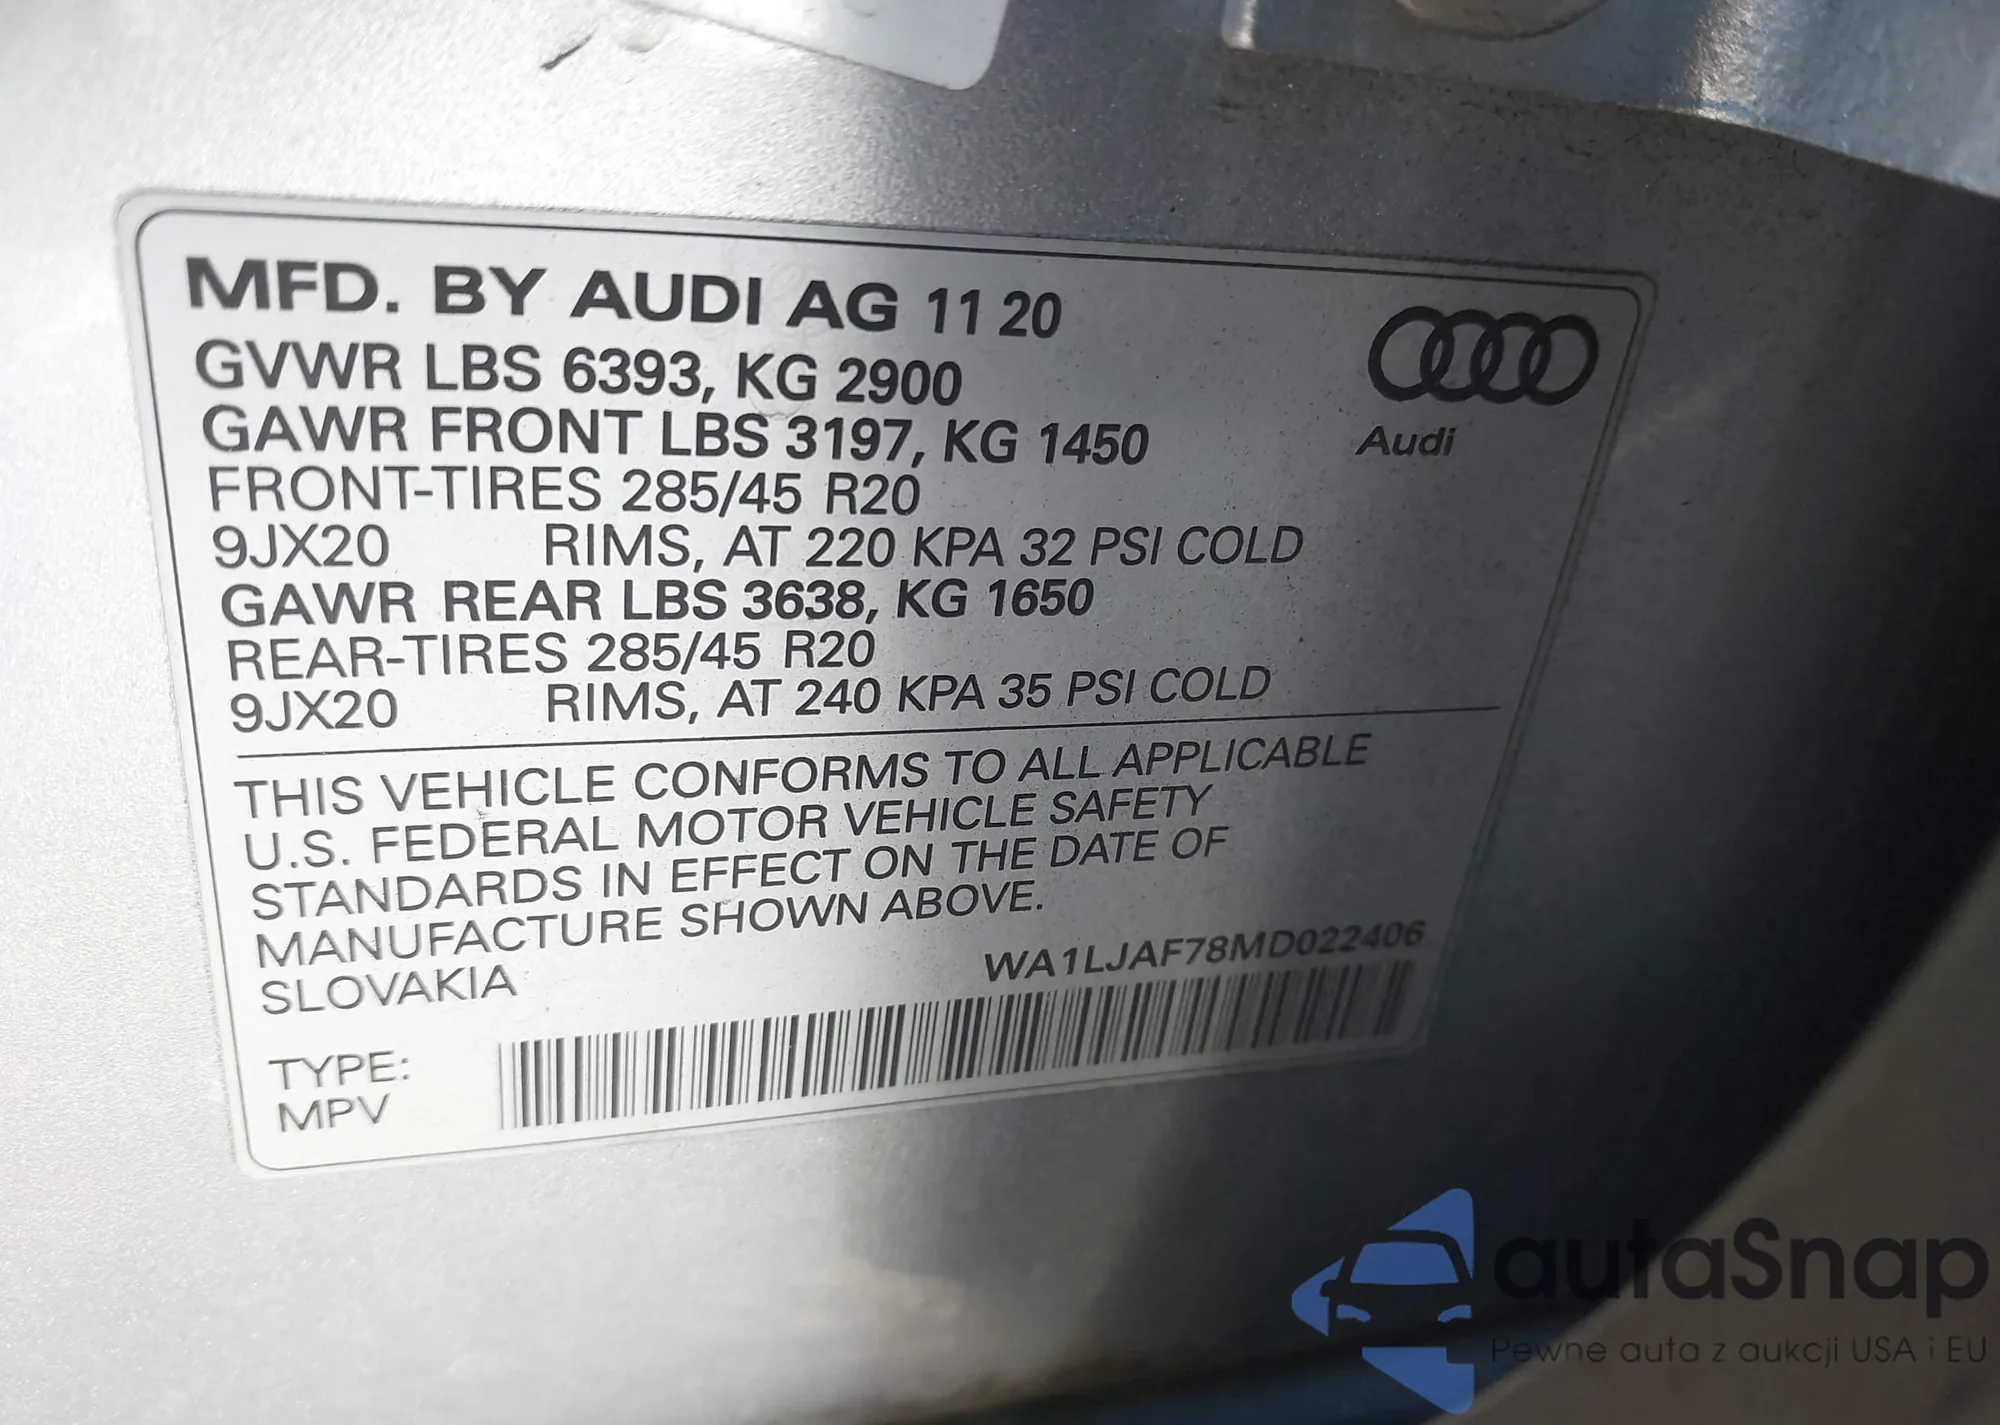 MFD. BY AUDI AG 11 20
GVWR LBS 6393, KG 2900
GAWR FRONT LBS 3197, KG 1450
FRONT-TIRES 285/45 R20
9JX20 RIMS, AT 220 KPA 32 PSI COLD
GAWR REAR LBS 3638, KG 1650
REAR-TIRES 285/45 R20
9JX20 RIMS, AT 240 KPA 35 PSI COLD
Audi
THIS VEHICLE CONFORMS TO ALL APPLICABLE
U.S. FEDERAL MOTOR VEHICLE SAFETY
STANDARDS IN EFFECT ON THE DATE OF
MANUFACTURE SHOWN ABOVE.
SLOVAKIA
WA1LJAF78MD022406
TYPE:
MPV
autaSnap
Pewne auta z aukcji USA i EU